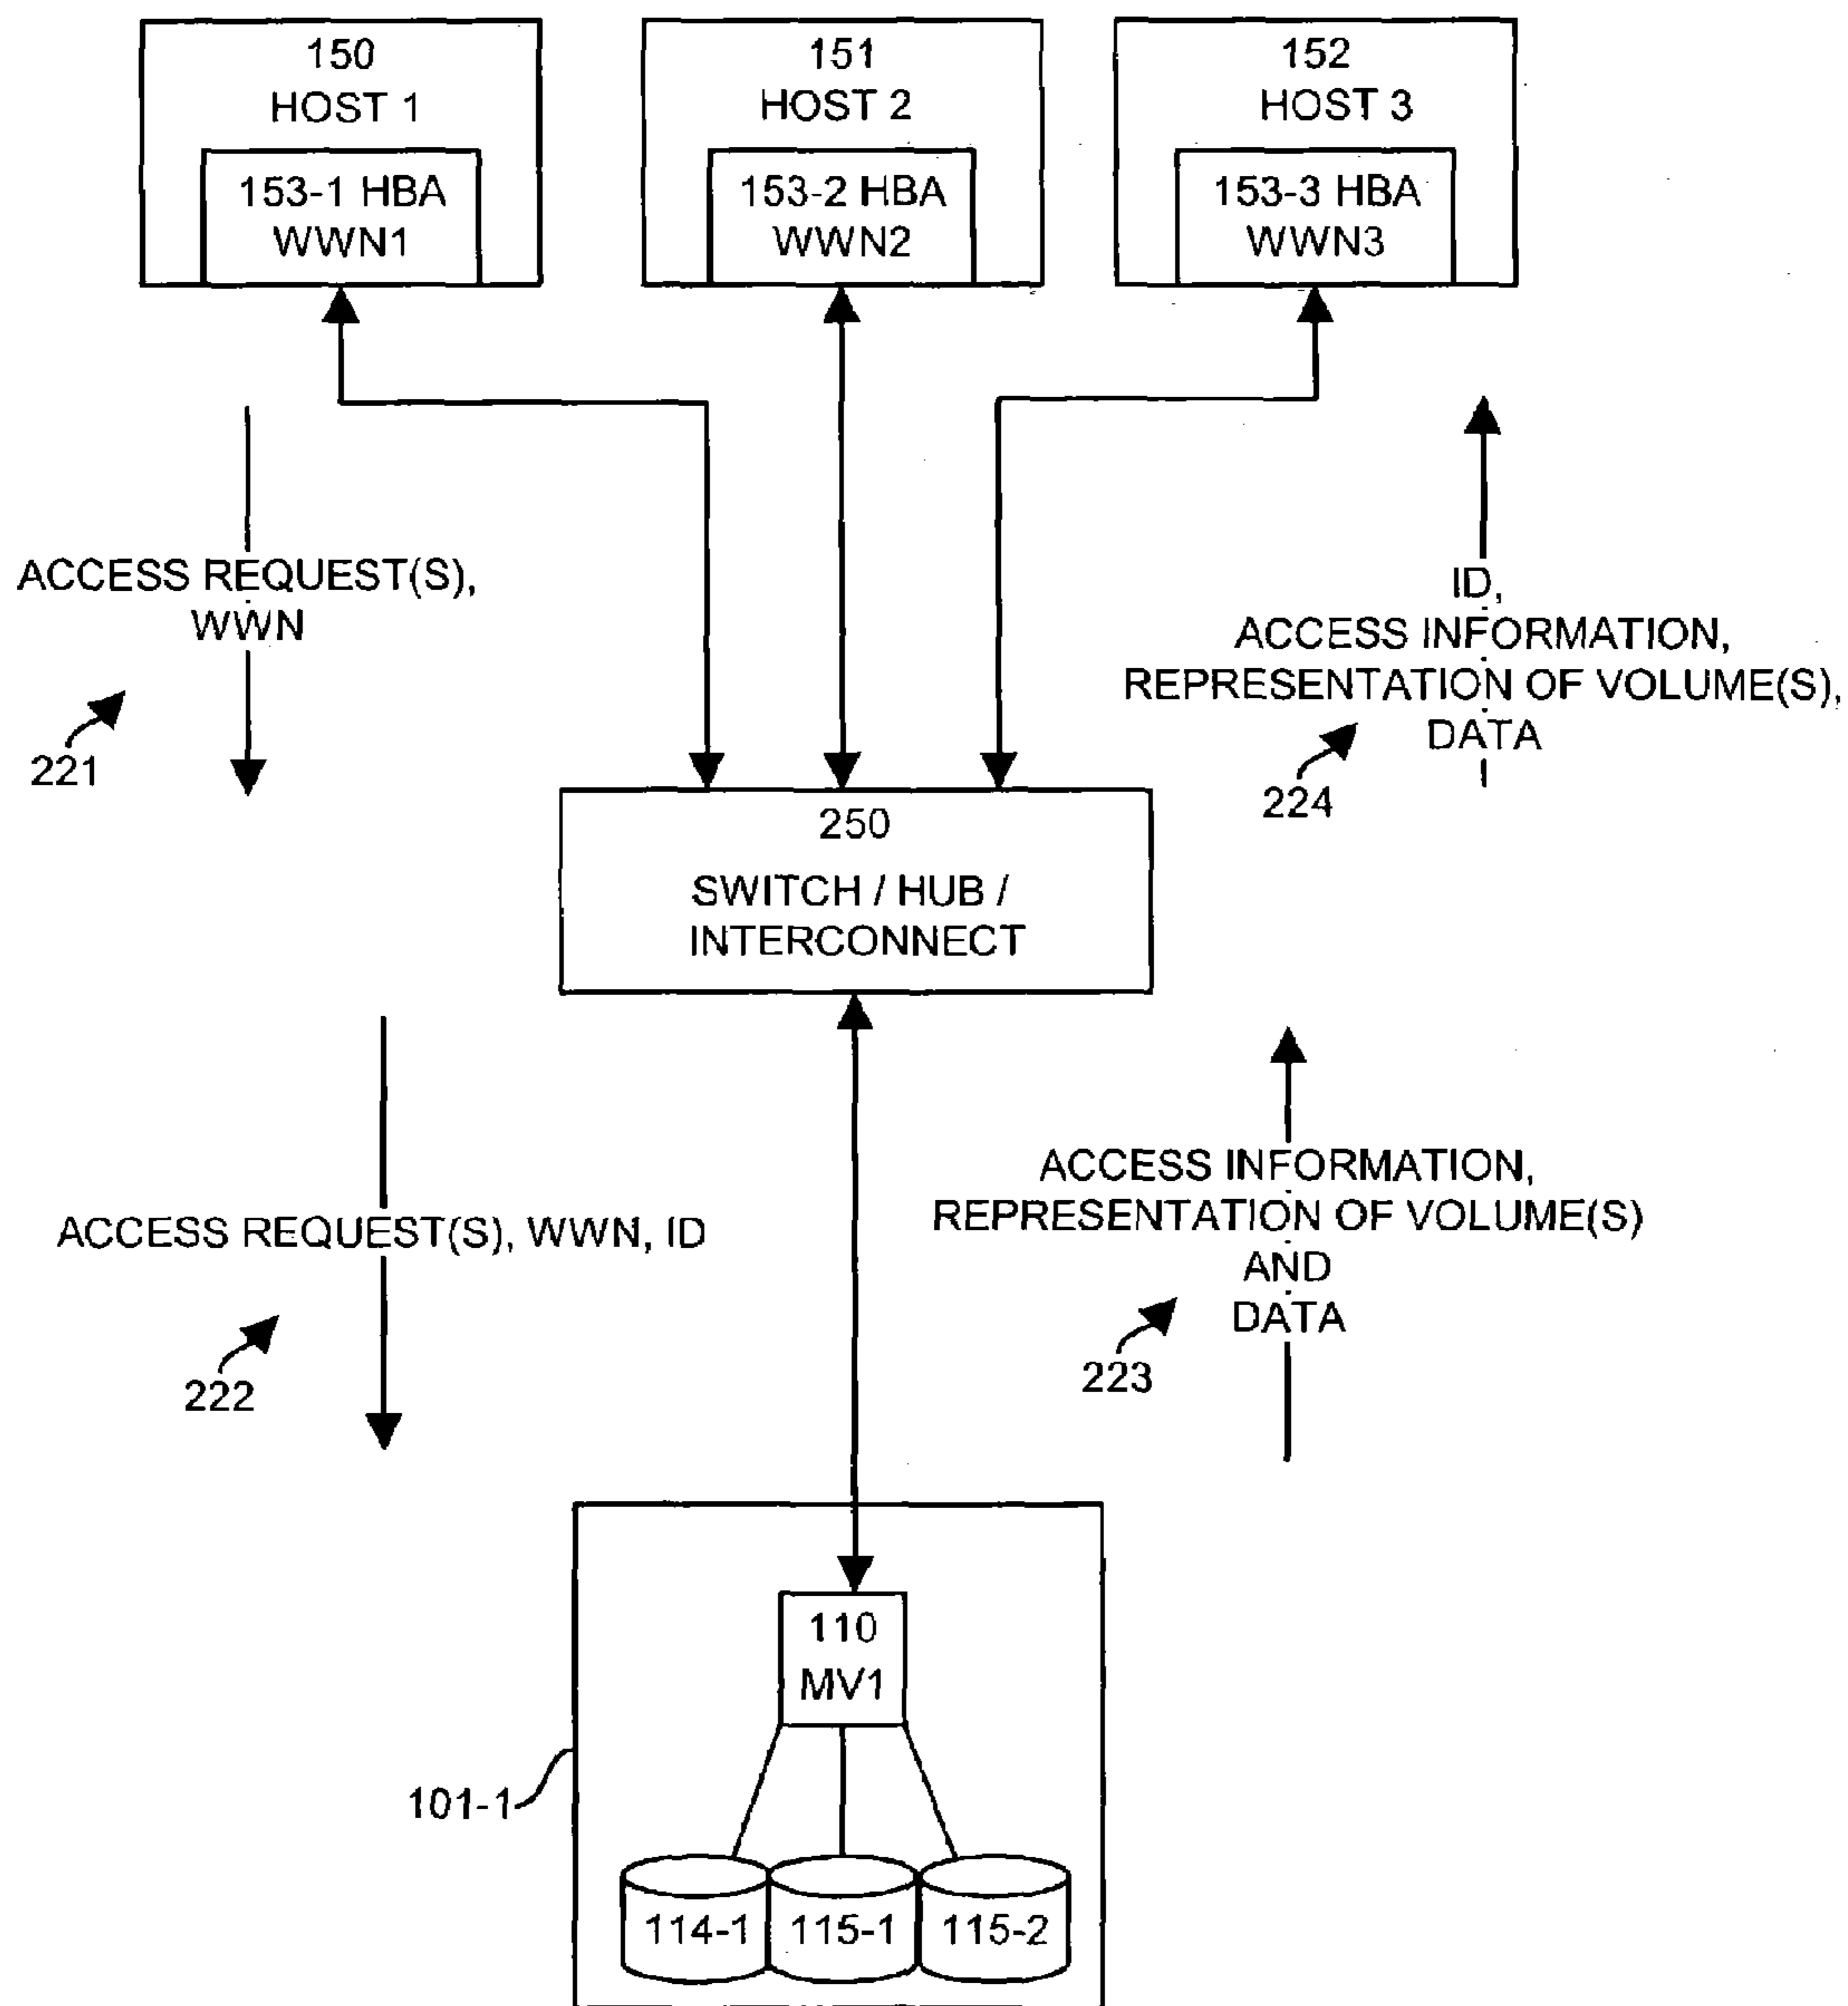 150
HOST 1
153-1 HBA
WWN1
151
HOST 2
153-2 HBA
WWN2
152
HOST 3
153-3 HBA
WWN3
ACCESS REQUEST(S),
WWN
221
ID,
ACCESS INFORMATION,
REPRESENTATION OF VOLUME(S),
DATA
224
250
SWITCH / HUB /
INTERCONNECT
ACCESS REQUEST(S), WWN, ID
222
ACCESS INFORMATION,
REPRESENTATION OF VOLUME(S)
AND
DATA
223
110
MV1
101-1
114-1
115-1
115-2